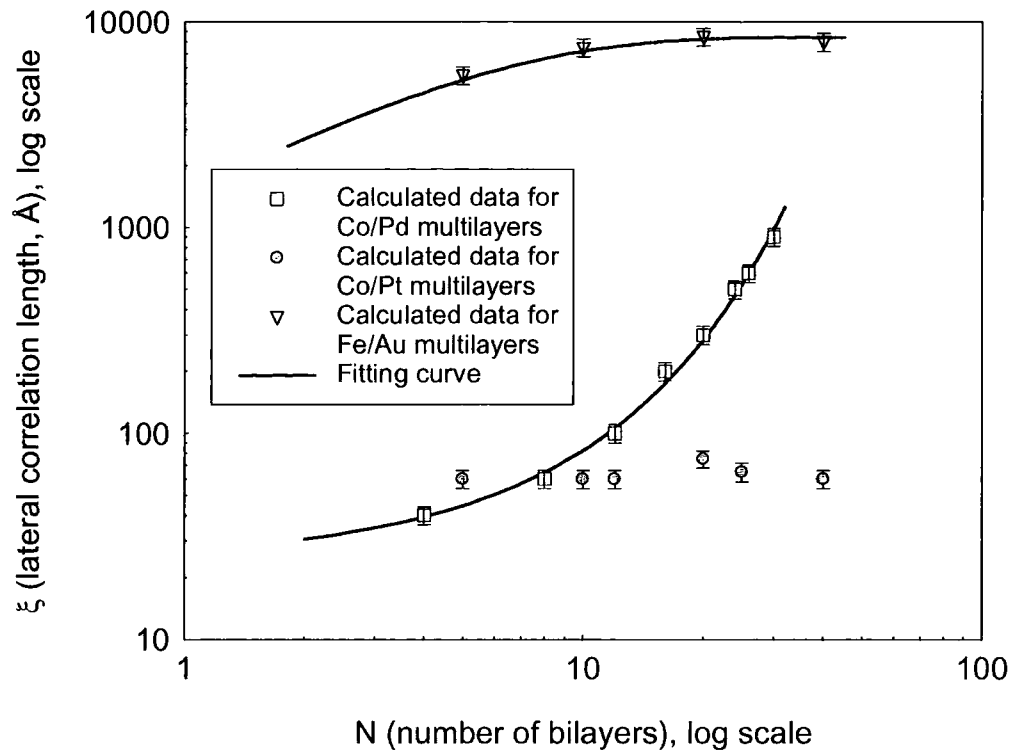 10000
1000
100
10
1
10
100
ξ (lateral correlation length, Å), log scale
Calculated data for
Co/Pd multilayers
Calculated data for
Co/Pt multilayers
Calculated data for
Fe/Au multilayers
Fitting curve
N (number of bilayers), log scale